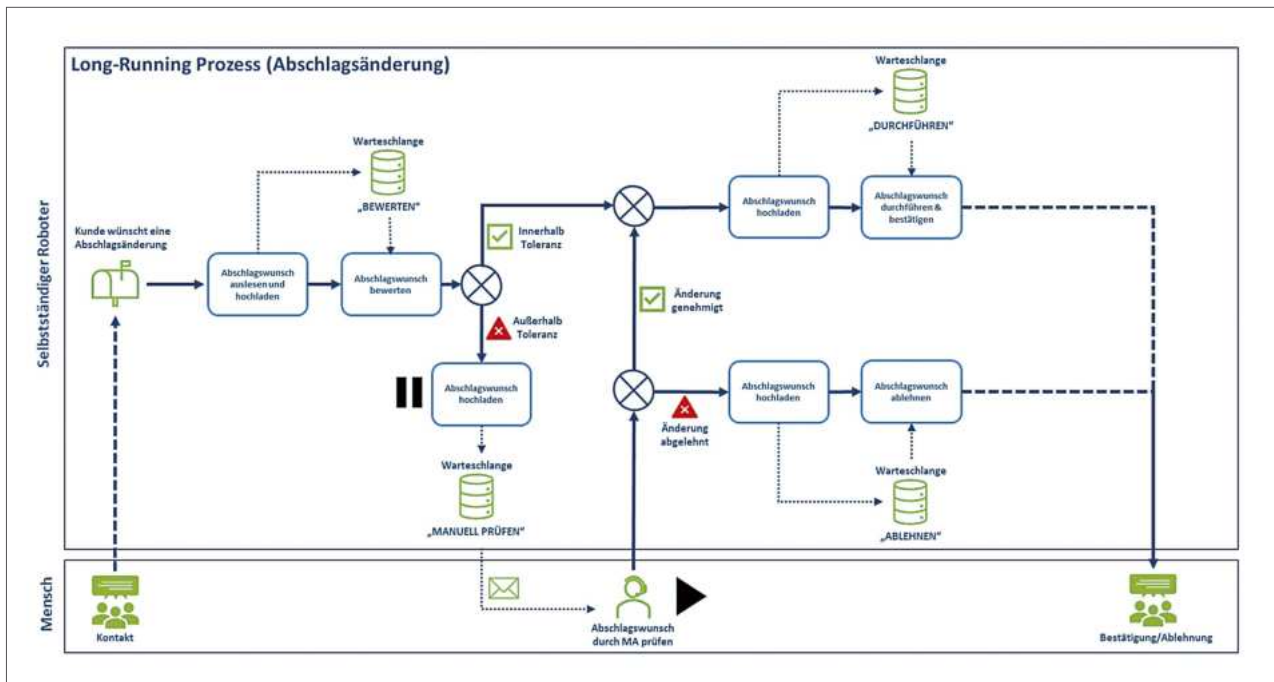 Long-Running Prozess (Abschlagsänderung)
Selbstständiger Roboter
Kunde wünscht eine
Abschlagsänderung
Abschlagswunsch
auslesen und
hochladen
Warteschlange
„BEWERTEN“
Abschlagswunsch
bewerten
Innerhalb
Toleranz
Außerhalb
Toleranz
Abschlagswunsch
hochladen
Warteschlange
„MANUELL PRÜFEN“
Änderung
genehmigt
Änderung
abgelehnt
Abschlagswunsch
hochladen
Warteschlange
„DURCHFÜHREN“
Abschlagswunsch
durchführen &
bestätigen
Abschlagswunsch
hochladen
Abschlagswunsch
ablehnen
Warteschlange
„ABLEHNEN“
Mensch
Kontakt
Abschlagswunsch
durch MA prüfen
Bestätigung/Ablehnung